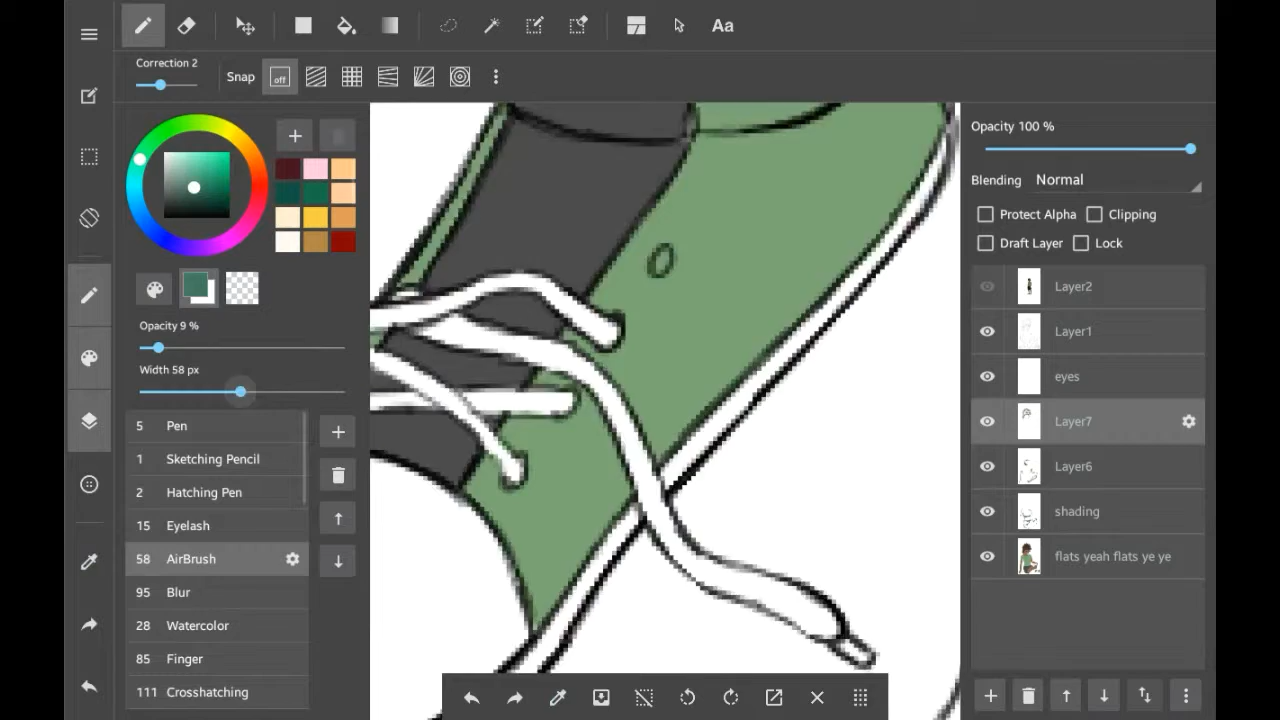 Aa
Correction 2
Snap
off
Opacity 9 %
Width 58 px
5 Pen
1 Sketching Pencil
2 Hatching Pen
15 Eyelash
58 AirBrush
95 Blur
28 Watercolor
85 Finger
111 Crosshatching
Opacity 100 %
Blending Normal
Protect Alpha Clipping
Draft Layer Lock
Layer2
Layer1
eyes
Layer7
Layer6
shading
flats yeah flats ye ye